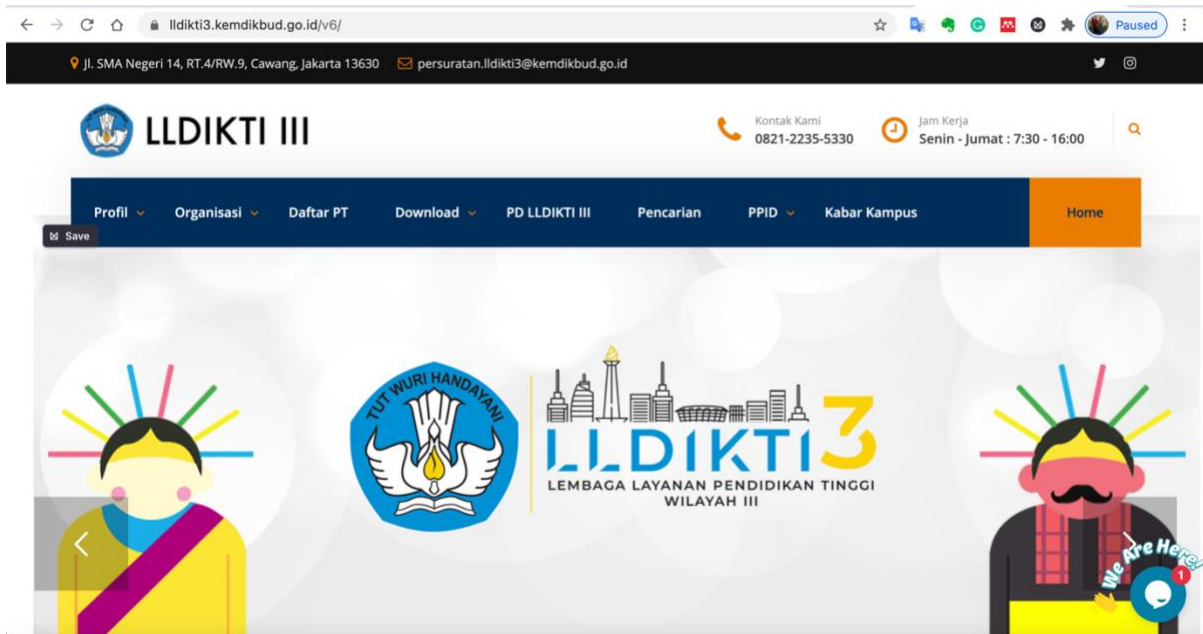 lldikti3.kemdikbud.go.id/v6/
Paused
Jl. SMA Negeri 14, RT.4/RW.9, Cawang, Jakarta 13630 persuratan.lldikti3@kemdikbud.go.id
LLDIKTI III
Kontak Kami
0821-2235-5330
Jam Kerja
Senin - Jumat : 7:30 - 16:00
Profil Organisasi Daftar PT Download PD LLDIKTI III Pencarian PPID Kabar Kampus Home
Save
TUT WURI HANDAYANI
LLDIKTI 3
LEMBAGA LAYANAN PENDIDIKAN TINGGI
WILAYAH III
We Are Here!
1